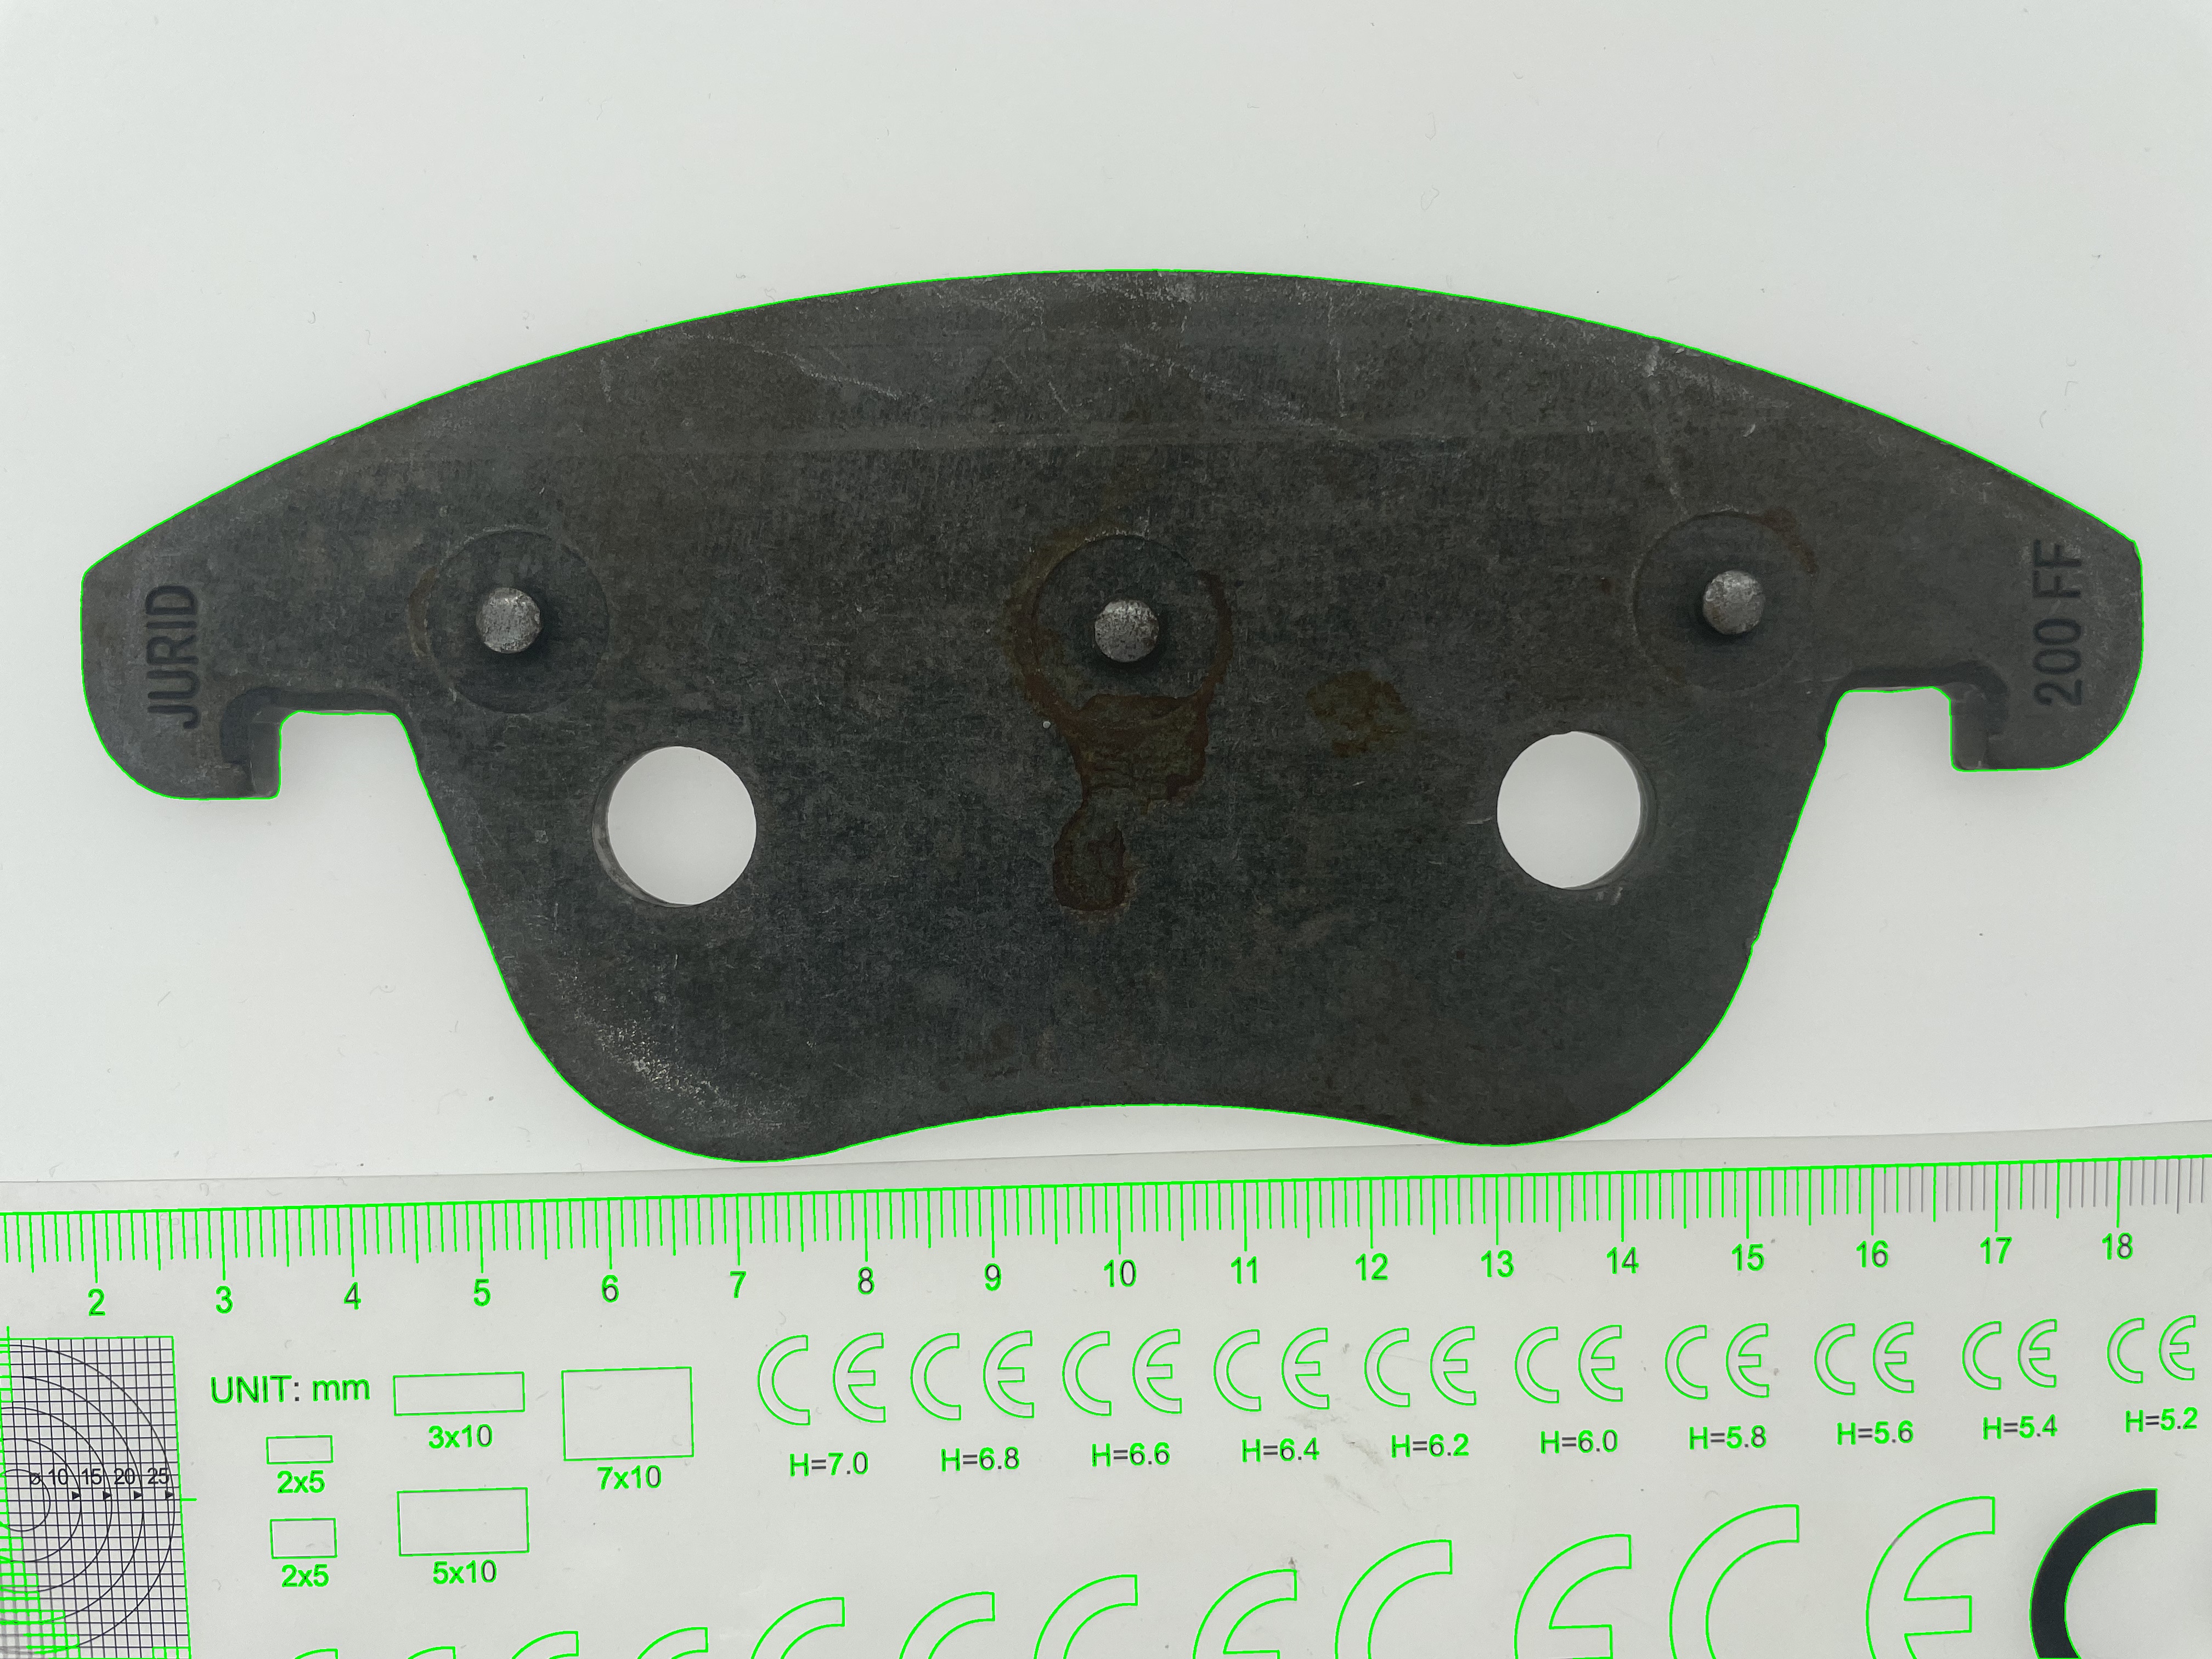 JURID
200 FF
2 3 4 5 6 7 8 9 10 11 12 13 14 15 16 17 18
UNIT: mm
3x10
7x10
2x5
2x5
5x10
ø 10 15 20 25
CE CE CE CE CE CE CE CE CE CE
H=7.0 H=6.8 H=6.6 H=6.4 H=6.2 H=6.0 H=5.8 H=5.6 H=5.4 H=5.2